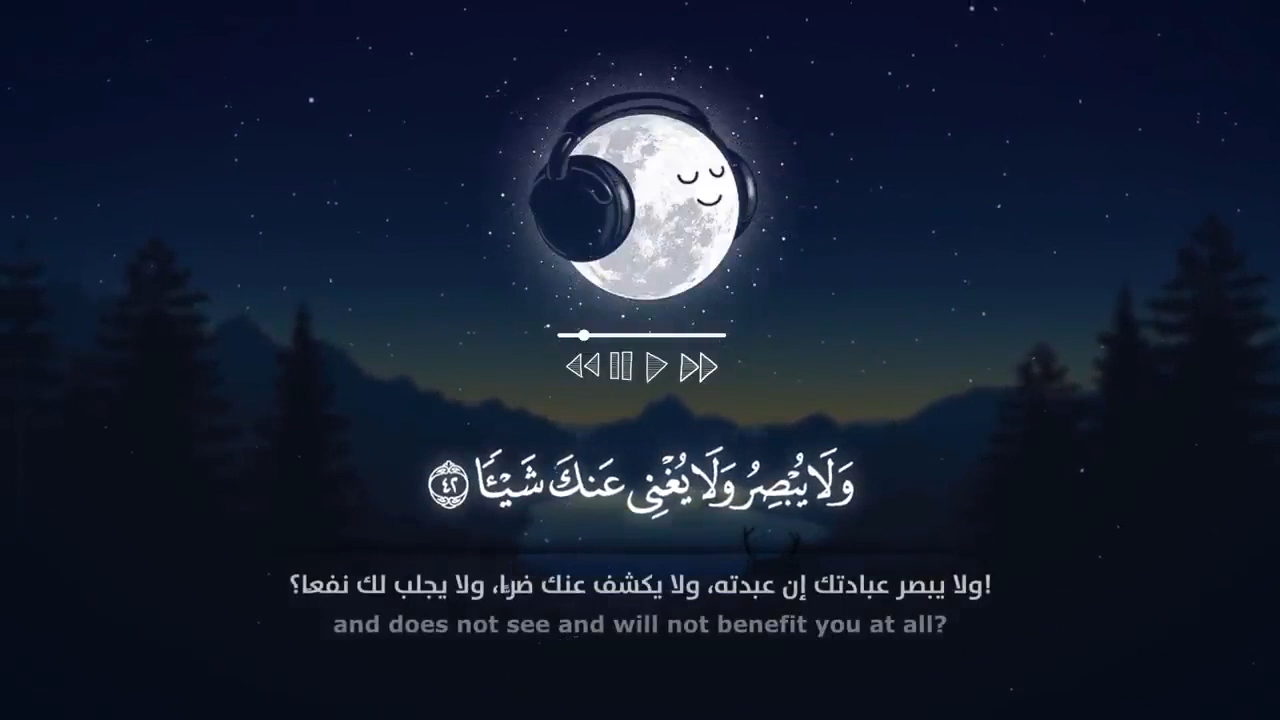 وَلَا يُبْصِرُ وَلَا يُغْنِى عَنكَ شَيْـًٔا ٤٢
!ولا يبصر عبادتك إن عبدته، ولا يكشف عنك ضرًّا، ولا يجلب لك نفعا؟
and does not see and will not benefit you at all?